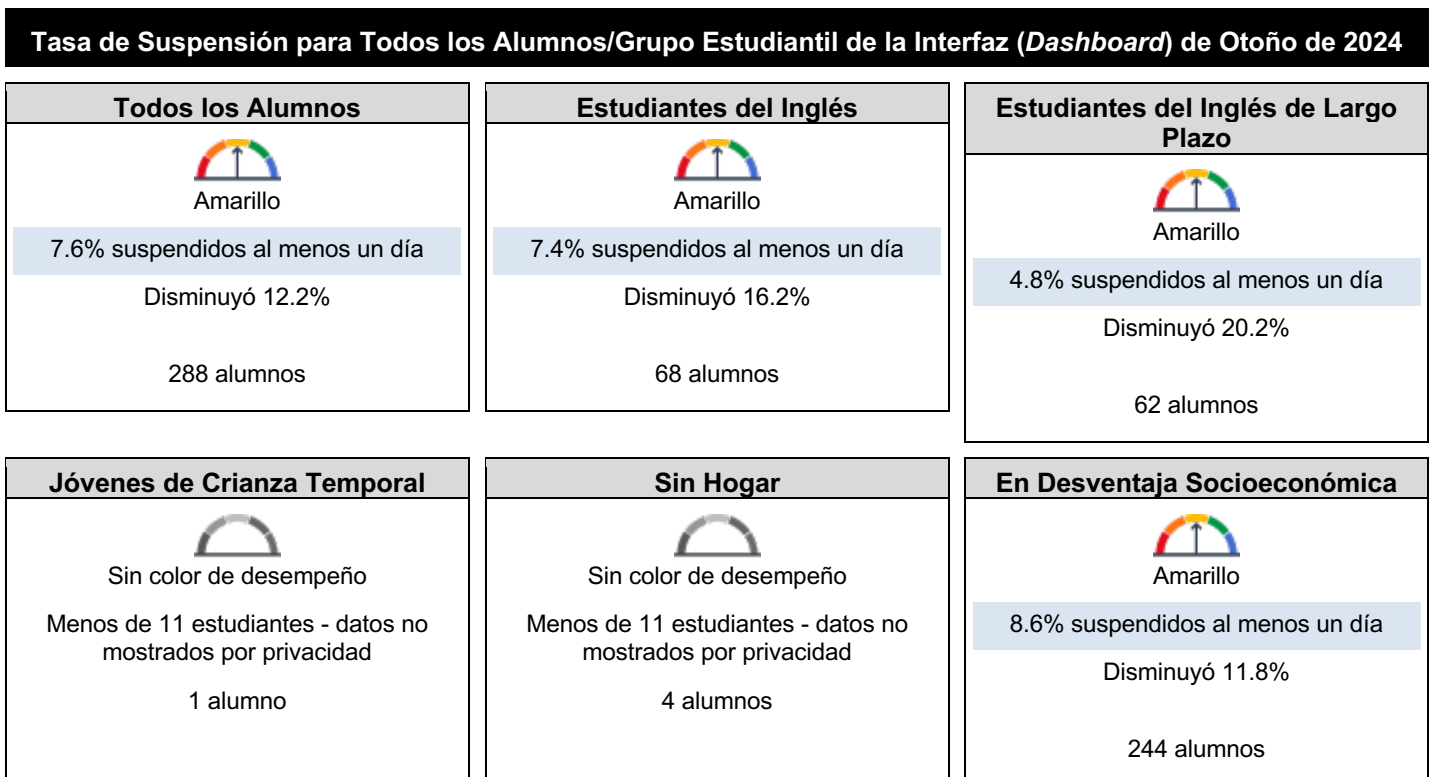 Tasa de Suspensión para Todos los Alumnos/Grupo Estudiantil de la Interfaz (Dashboard) de Otoño de 2024
Todos los Alumnos
Amarillo
7.6% suspendidos al menos un día
Disminuyó 12.2%
288 alumnos
Estudiantes del Inglés
Amarillo
7.4% suspendidos al menos un día
Disminuyó 16.2%
68 alumnos
Estudiantes del Inglés de Largo
Plazo
Amarillo
4.8% suspendidos al menos un día
Disminuyó 20.2%
62 alumnos
Jóvenes de Crianza Temporal
Sin color de desempeño
Menos de 11 estudiantes - datos no
mostrados por privacidad
1 alumno
Sin Hogar
Sin color de desempeño
Menos de 11 estudiantes - datos no
mostrados por privacidad
4 alumnos
En Desventaja Socioeconómica
Amarillo
8.6% suspendidos al menos un día
Disminuyó 11.8%
244 alumnos